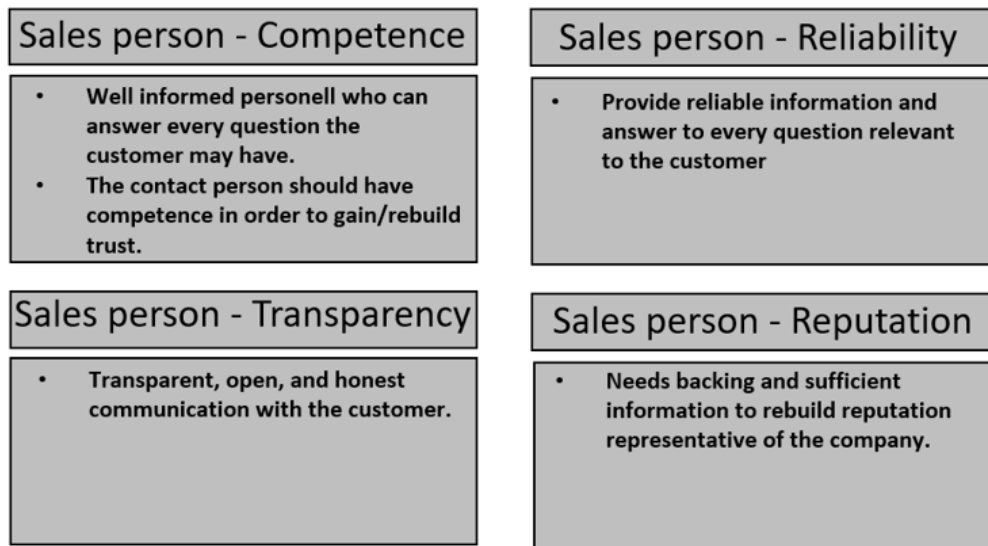 Sales person - Competence
• Well informed personell who can
answer every question the
customer may have.
• The contact person should have
competence in order to gain/rebuild
trust.
Sales person - Reliability
• Provide reliable information and
answer to every question relevant
to the customer
Sales person - Transparency
• Transparent, open, and honest
communication with the customer.
Sales person - Reputation
• Needs backing and sufficient
information to rebuild reputation
representative of the company.